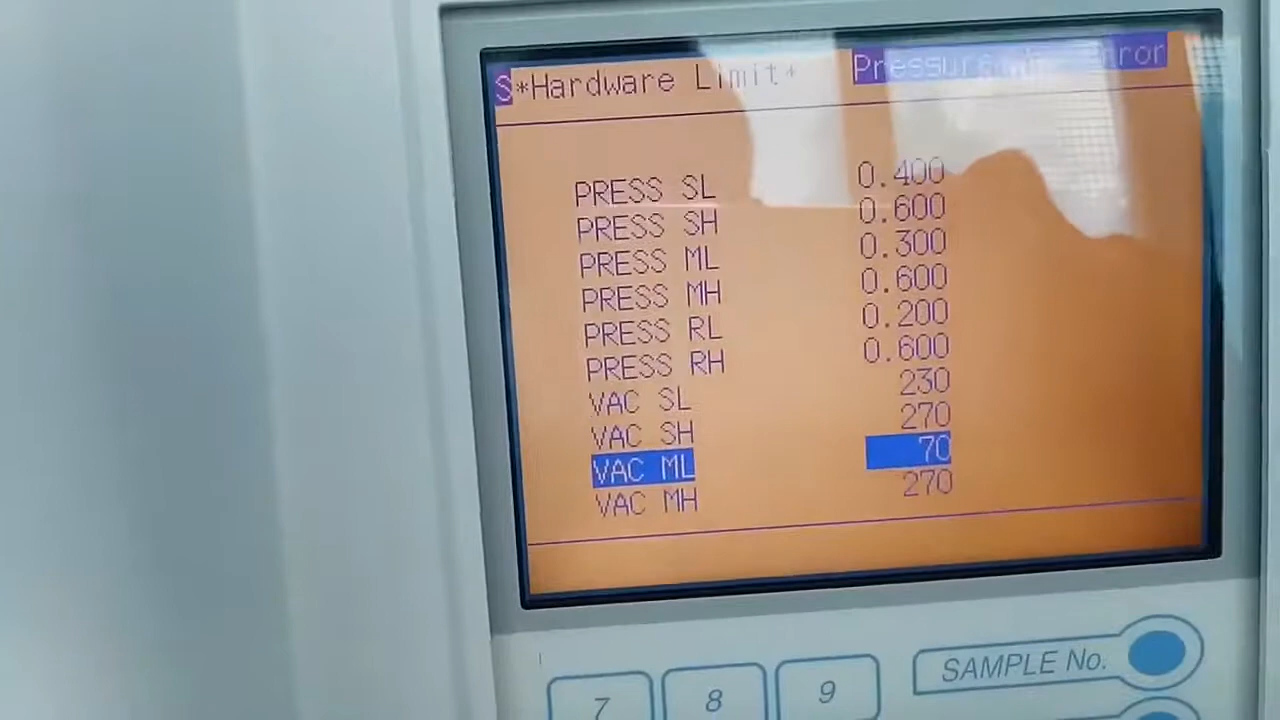 S*Hardware Limit* Pressure
PRESS SL 0.400
PRESS SH 0.600
PRESS ML 0.300
PRESS MH 0.600
PRESS RL 0.200
PRESS RH 0.600
VAC SL 230
VAC SH 270
VAC ML 70
VAC MH 270
7 8 9 SAMPLE No.